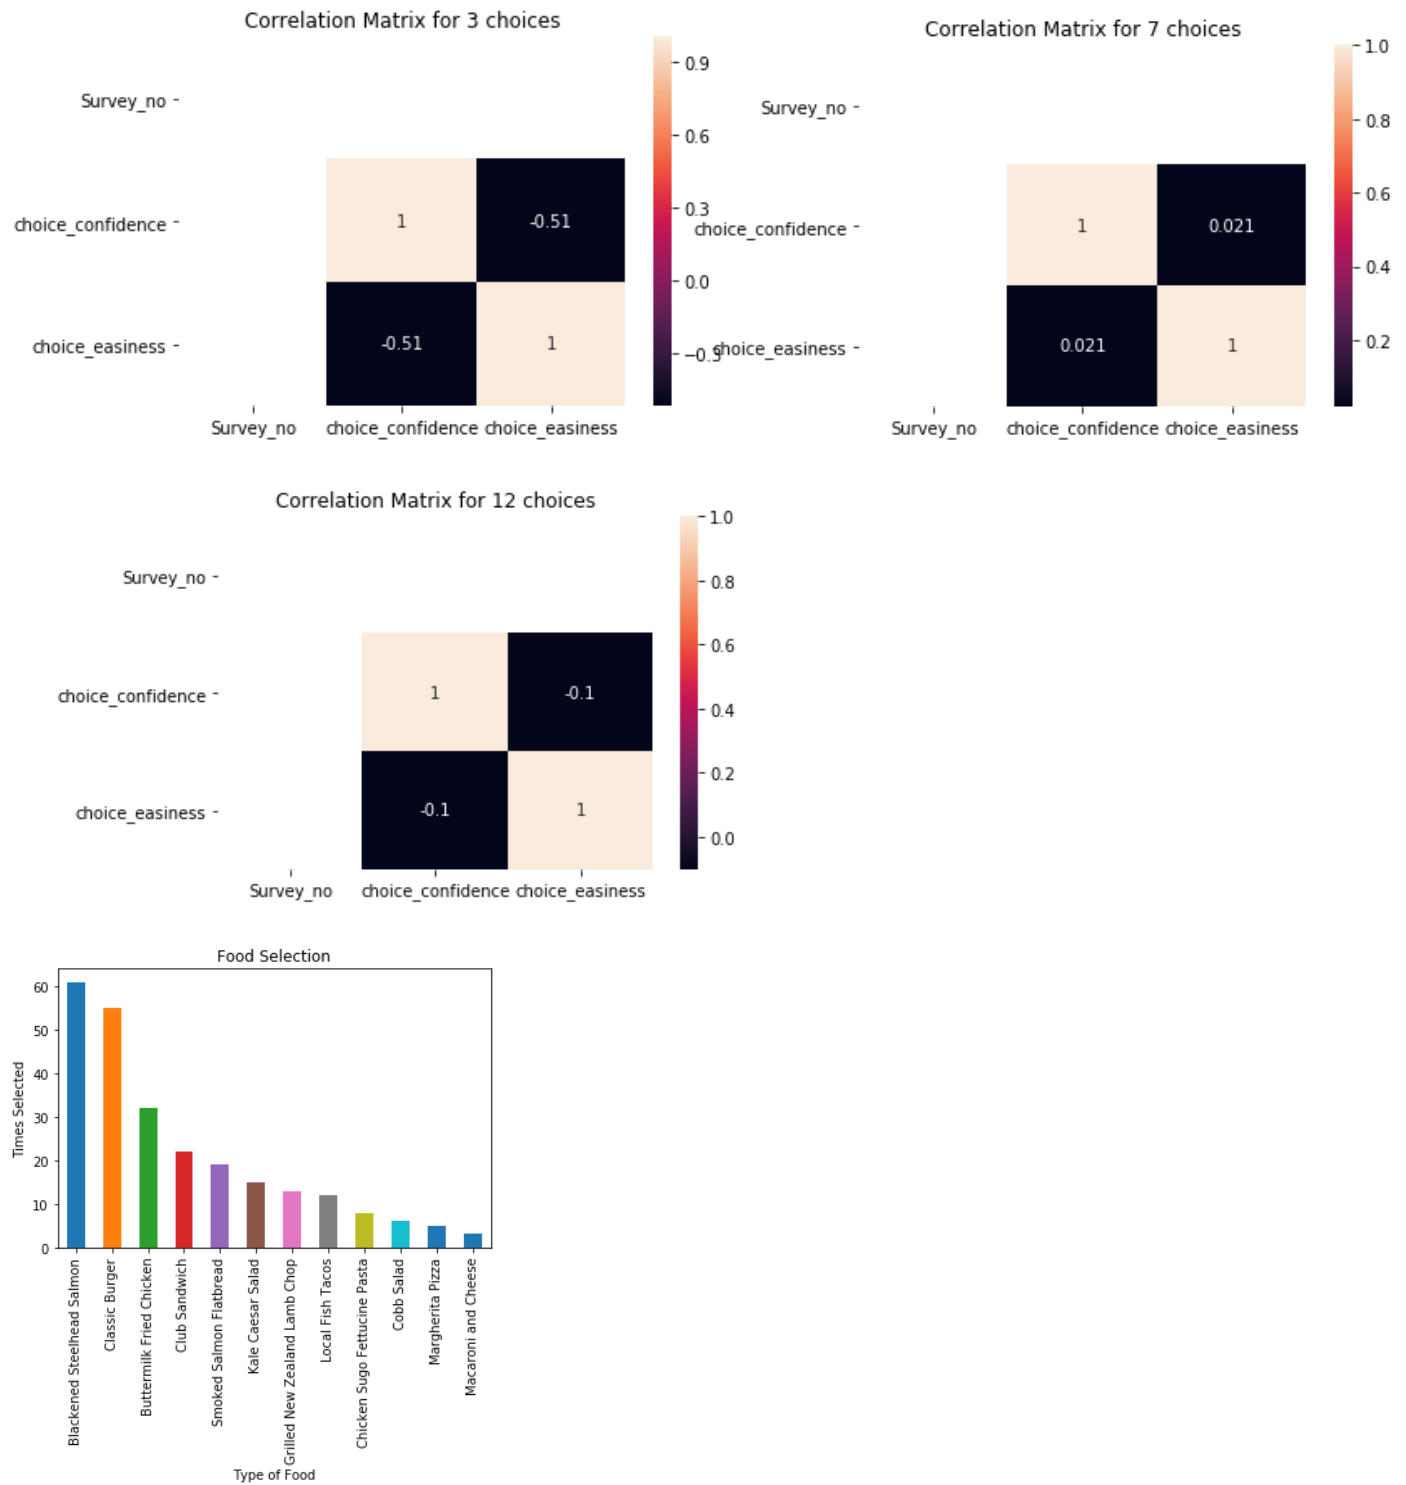 Correlation Matrix for 3 choices
0.9
0.6
0.3
0.0
−0.3
Survey_no
choice_confidence
choice_easiness
1
-0.51
-0.51
1
Survey_no
choice_confidence
choice_easiness
Correlation Matrix for 7 choices
1.0
0.8
0.6
0.4
0.2
Survey_no
choice_confidence
choice_easiness
1
0.021
0.021
1
Survey_no
choice_confidence
choice_easiness
Correlation Matrix for 12 choices
1.0
0.8
0.6
0.4
0.2
0.0
Survey_no
choice_confidence
choice_easiness
1
-0.1
-0.1
1
Survey_no
choice_confidence
choice_easiness
Food Selection
Times Selected
60
50
40
30
20
10
0
Blackened Steelhead Salmon
Classic Burger
Buttermilk Fried Chicken
Club Sandwich
Smoked Salmon Flatbread
Kale Caesar Salad
Grilled New Zealand Lamb Chop
Local Fish Tacos
Chicken Sugo Fettucine Pasta
Cobb Salad
Margherita Pizza
Macaroni and Cheese
Type of Food